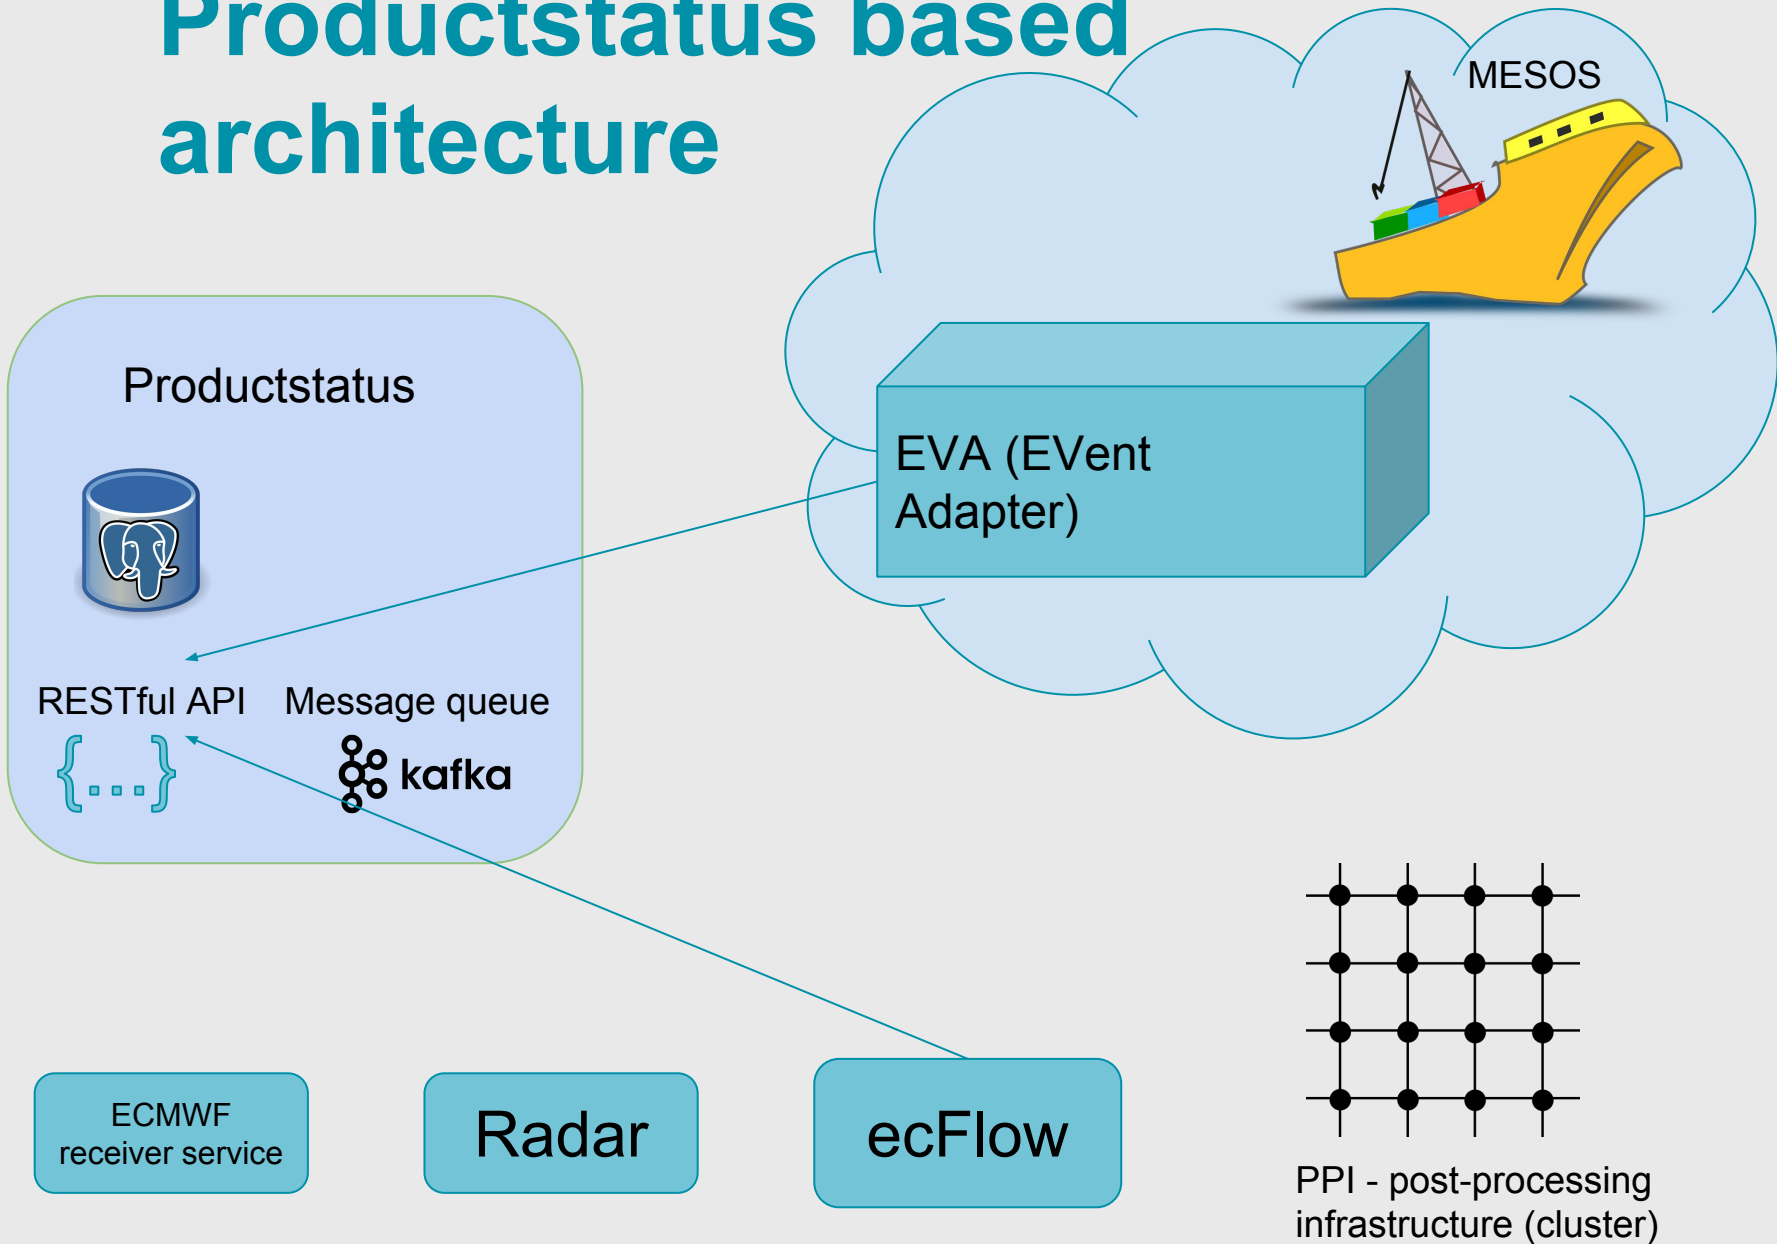 Productstatus based
architecture
MESOS
Productstatus
EVA (EVent
Adapter)
RESTful API
Message queue
{...}
kafka
ECMWF
receiver service
Radar
ecFlow
PPI - post-processing
infrastructure (cluster)